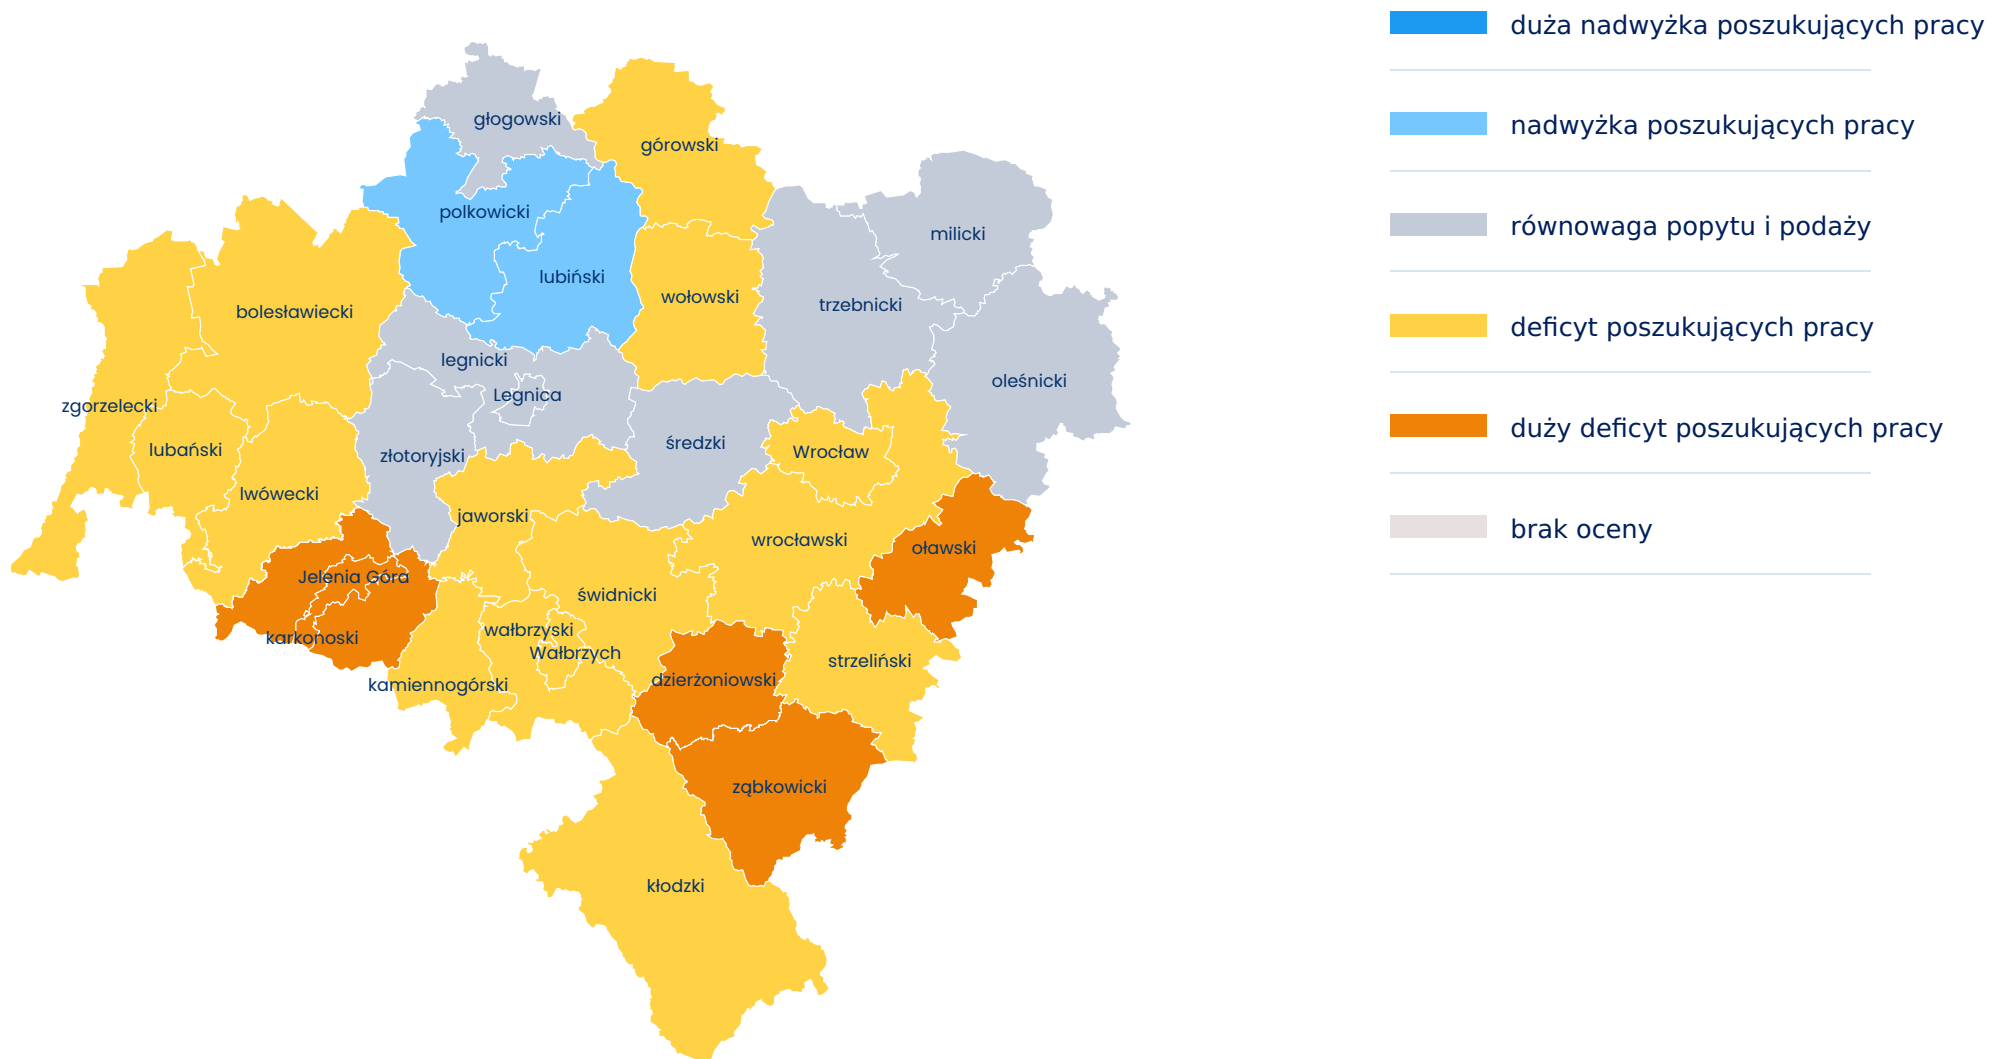 głogowski
górowski
polkowicki
milicki
lubiński
wołowski
trzebnicki
bolesławiecki
legnicki
oleśnicki
Legnica
zgorzelecki
średzki
lubański
Wrocław
złotoryjski
lwówecki
jaworski
wrocławski
oławski
Jelenia Góra
świdnicki
wałbrzyski
karkonoski
Wałbrzych
strzeliński
dzierżoniowski
kamiennogórski
ząbkowicki
kłodzki
duża nadwyżka poszukujących pracy
nadwyżka poszukujących pracy
równowaga popytu i podaży
deficyt poszukujących pracy
duży deficyt poszukujących pracy
brak oceny